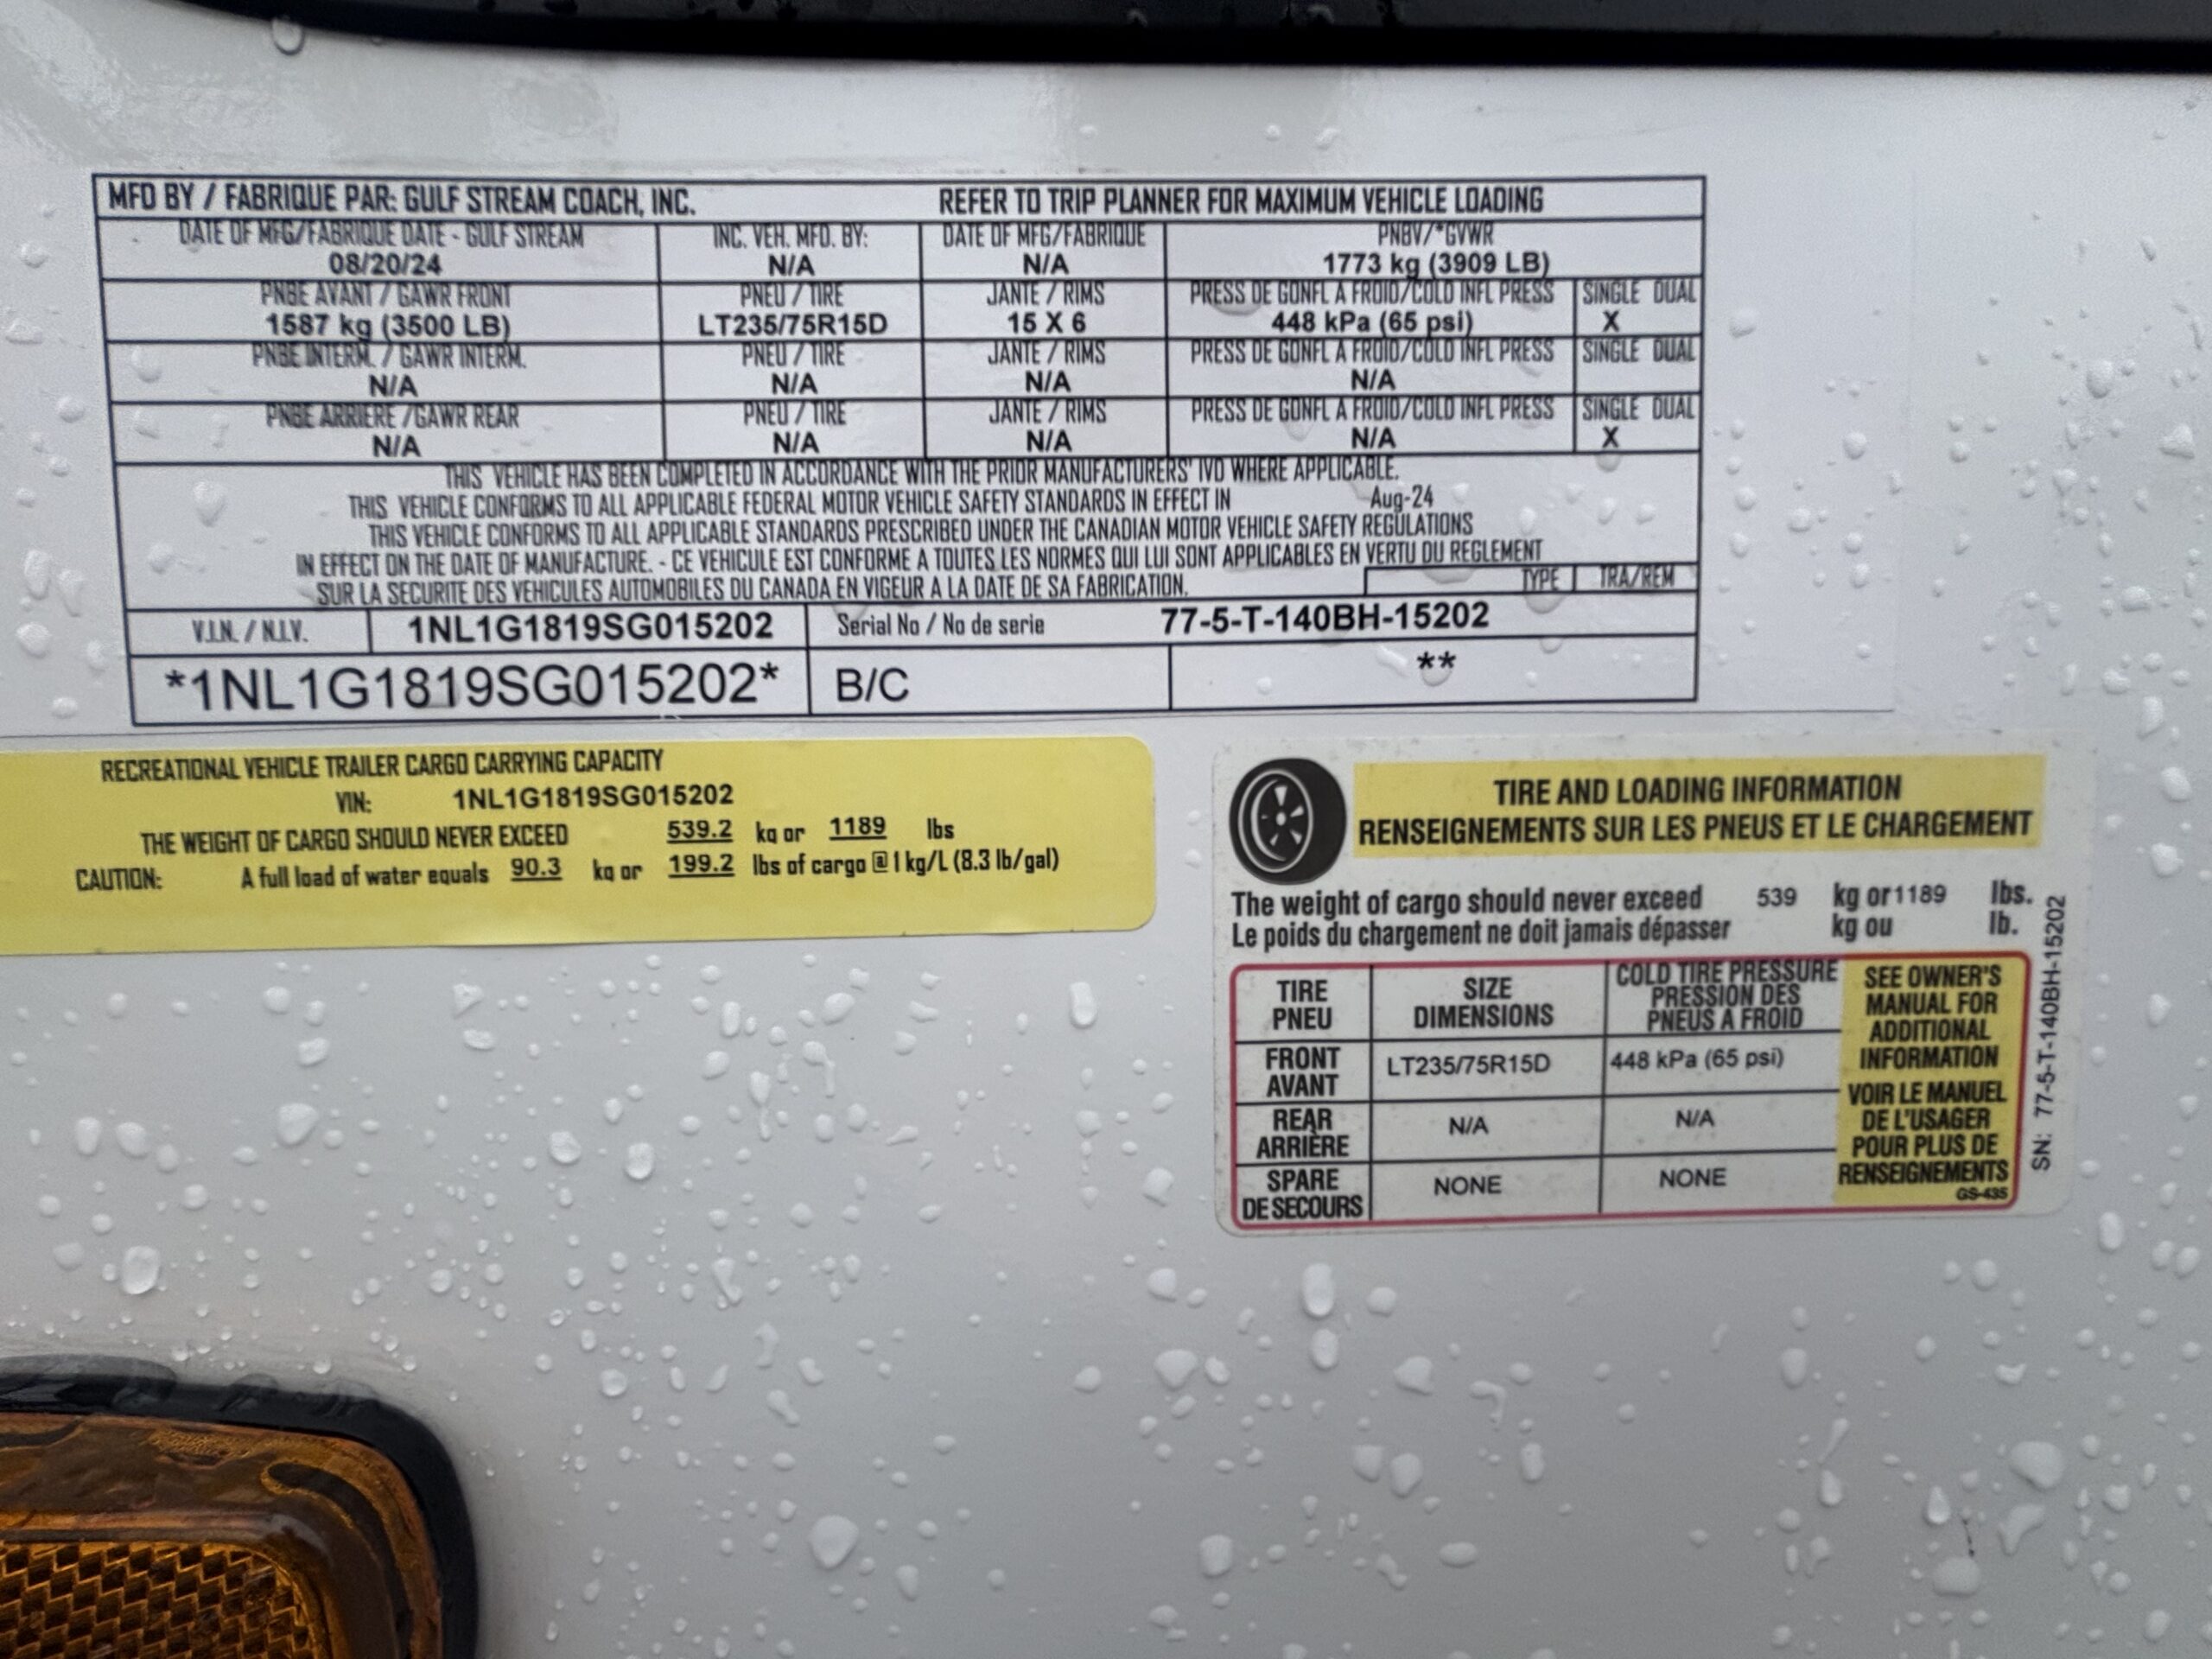 MFD BY / FABRIQUE PAR: GULF STREAM COACH, INC. REFER TO TRIP PLANNER FOR MAXIMUM VEHICLE LOADING
DATE OF MFG/FABRIQUE DATE - GULF STREAM INC. VEH. MFD. BY: DATE OF MFG/FABRIQUE PNBV/*GVWR
08/20/24 N/A N/A 1773 kg (3909 LB)
PNBE AVANT / GAWR FRONT PNEU / TIRE JANTE / RIMS PRESS DE GONFL A FROID/COLD INFL PRESS SINGLE DUAL
1587 kg (3500 LB) LT235/75R15D 15 X 6 448 kPa (65 psi) X
PNBE INTERM. / GAWR INTERM. PNEU / TIRE JANTE / RIMS PRESS DE GONFL A FROID/COLD INFL PRESS SINGLE DUAL
N/A N/A N/A N/A
PNBE ARRIERE /GAWR REAR PNEU / TIRE JANTE / RIMS PRESS DE GONFL A FROID/COLD INFL PRESS SINGLE DUAL
N/A N/A N/A N/A X
THIS VEHICLE HAS BEEN COMPLETED IN ACCORDANCE WITH THE PRIOR MANUFACTURERS' IVD WHERE APPLICABLE.
THIS VEHICLE CONFORMS TO ALL APPLICABLE FEDERAL MOTOR VEHICLE SAFETY STANDARDS IN EFFECT IN Aug-24
THIS VEHICLE CONFORMS TO ALL APPLICABLE STANDARDS PRESCRIBED UNDER THE CANADIAN MOTOR VEHICLE SAFETY REGULATIONS
IN EFFECT ON THE DATE OF MANUFACTURE. - CE VEHICULE EST CONFORME A TOUTES LES NORMES QUI LUI SONT APPLICABLES EN VERTU DU REGLEMENT
SUR LA SECURITE DES VEHICULES AUTOMOBILES DU CANADA EN VIGEUR A LA DATE DE SA FABRICATION. TYPE TRA/REM
V.I.N. / N.I.V. 1NL1G1819SG015202 Serial No / No de serie 77-5-T-140BH-15202
*1NL1G1819SG015202* B/C **
RECREATIONAL VEHICLE TRAILER CARGO CARRYING CAPACITY
VIN: 1NL1G1819SG015202
THE WEIGHT OF CARGO SHOULD NEVER EXCEED 539.2 kg or 1189 lbs
CAUTION: A full load of water equals 90.3 kg or 199.2 lbs of cargo @ 1 kg/L (8.3 lb/gal)
TIRE AND LOADING INFORMATION
RENSEIGNEMENTS SUR LES PNEUS ET LE CHARGEMENT
The weight of cargo should never exceed 539 kg or 1189 lbs.
Le poids du chargement ne doit jamais dépasser kg ou lb.
TIRE
PNEU
SIZE
DIMENSIONS
COLD TIRE PRESSURE
PRESSION DES
PNEUS A FROID
FRONT
AVANT
LT235/75R15D 448 kPa (65 psi)
REAR
ARRIÈRE
N/A N/A
SPARE
DE SECOURS
NONE NONE
SEE OWNER'S
MANUAL FOR
ADDITIONAL
INFORMATION
VOIR LE MANUEL
DE L'USAGER
POUR PLUS DE
RENSEIGNEMENTS
GS-435
SN: 77-5-T-140BH-15202